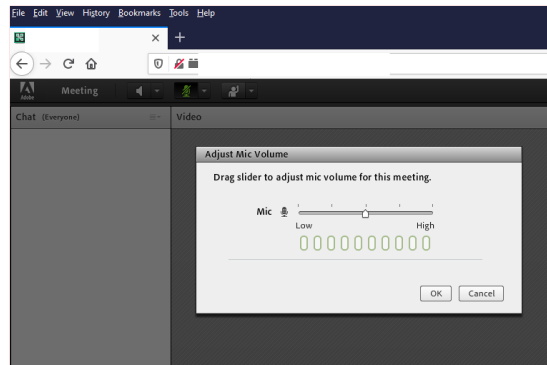 File Edit View History Bookmarks Tools Help
Adobe
Meeting
Chat (Everyone)
Video
Adjust Mic Volume
Drag slider to adjust mic volume for this meeting.
Mic
Low High
OK Cancel